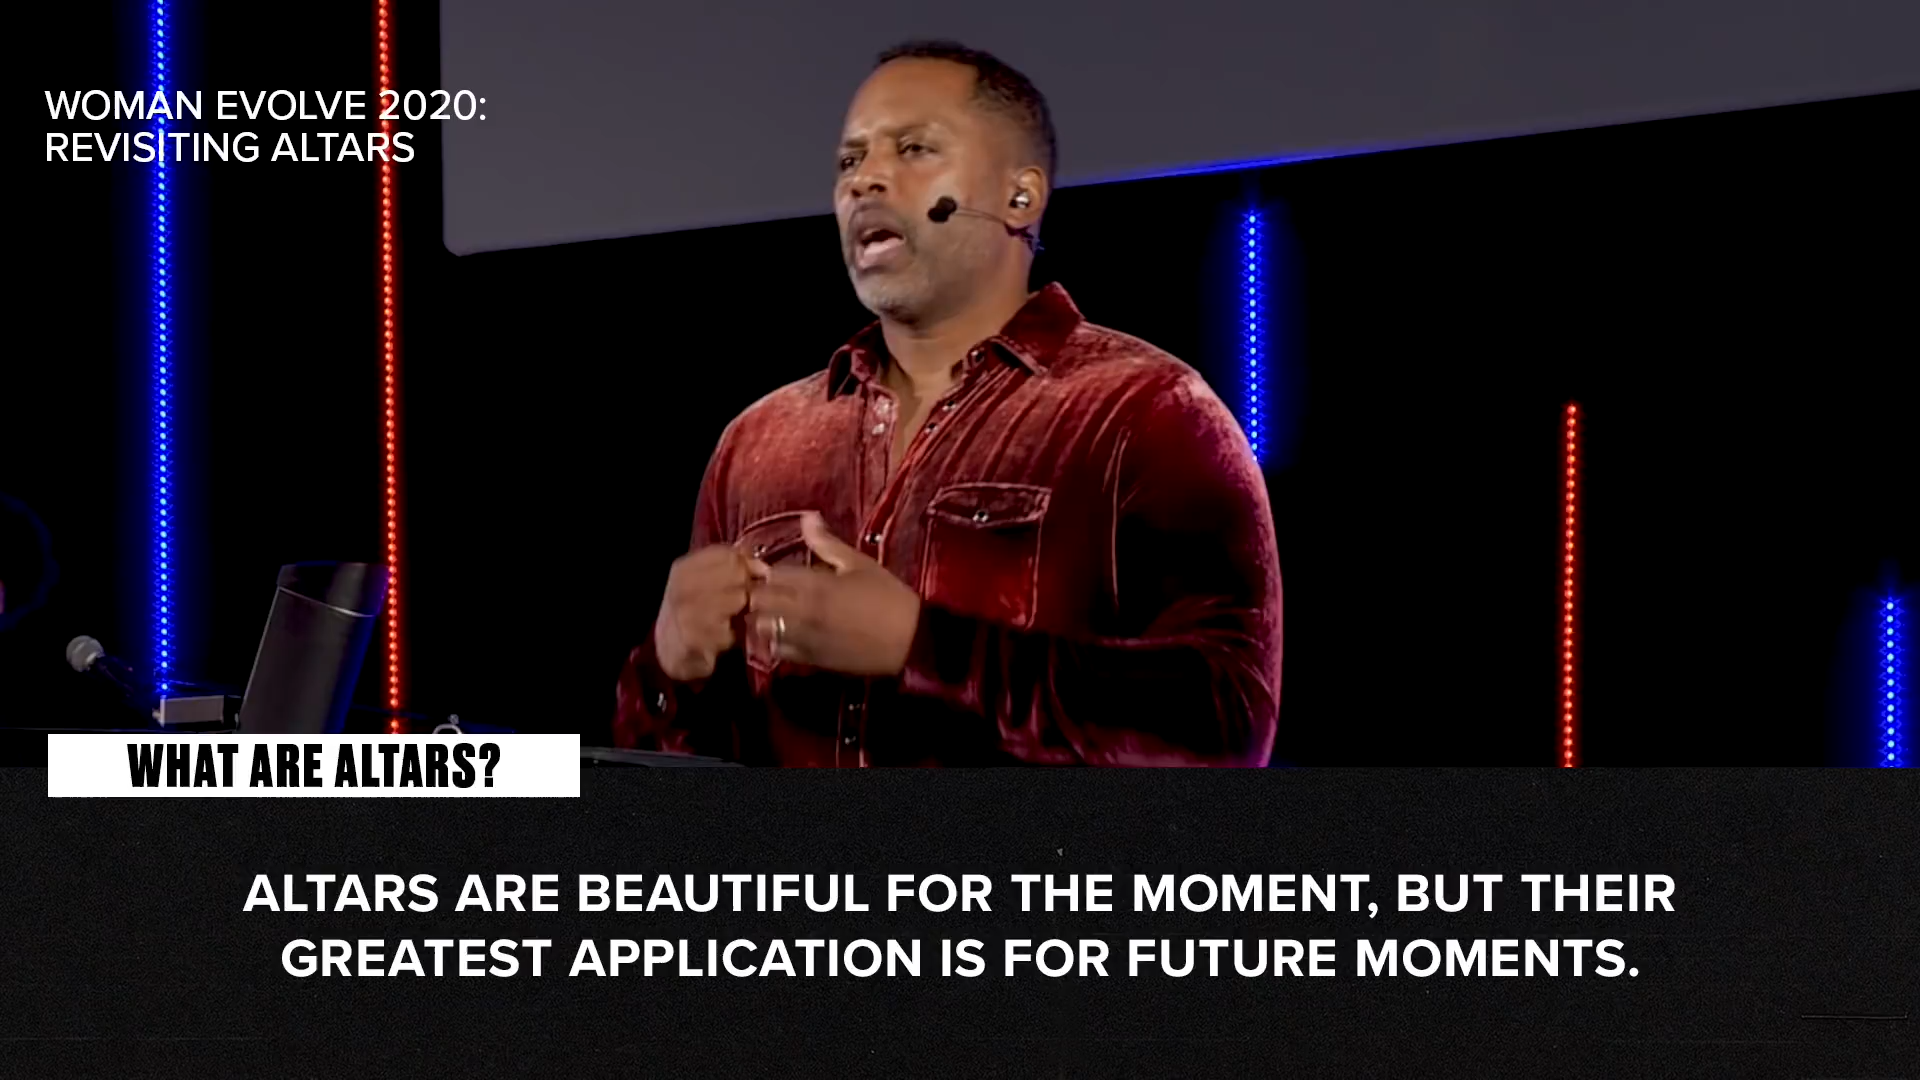 WOMAN EVOLVE 2020:
REVISITING ALTARS
WHAT ARE ALTARS?
ALTARS ARE BEAUTIFUL FOR THE MOMENT, BUT THEIR
GREATEST APPLICATION IS FOR FUTURE MOMENTS.